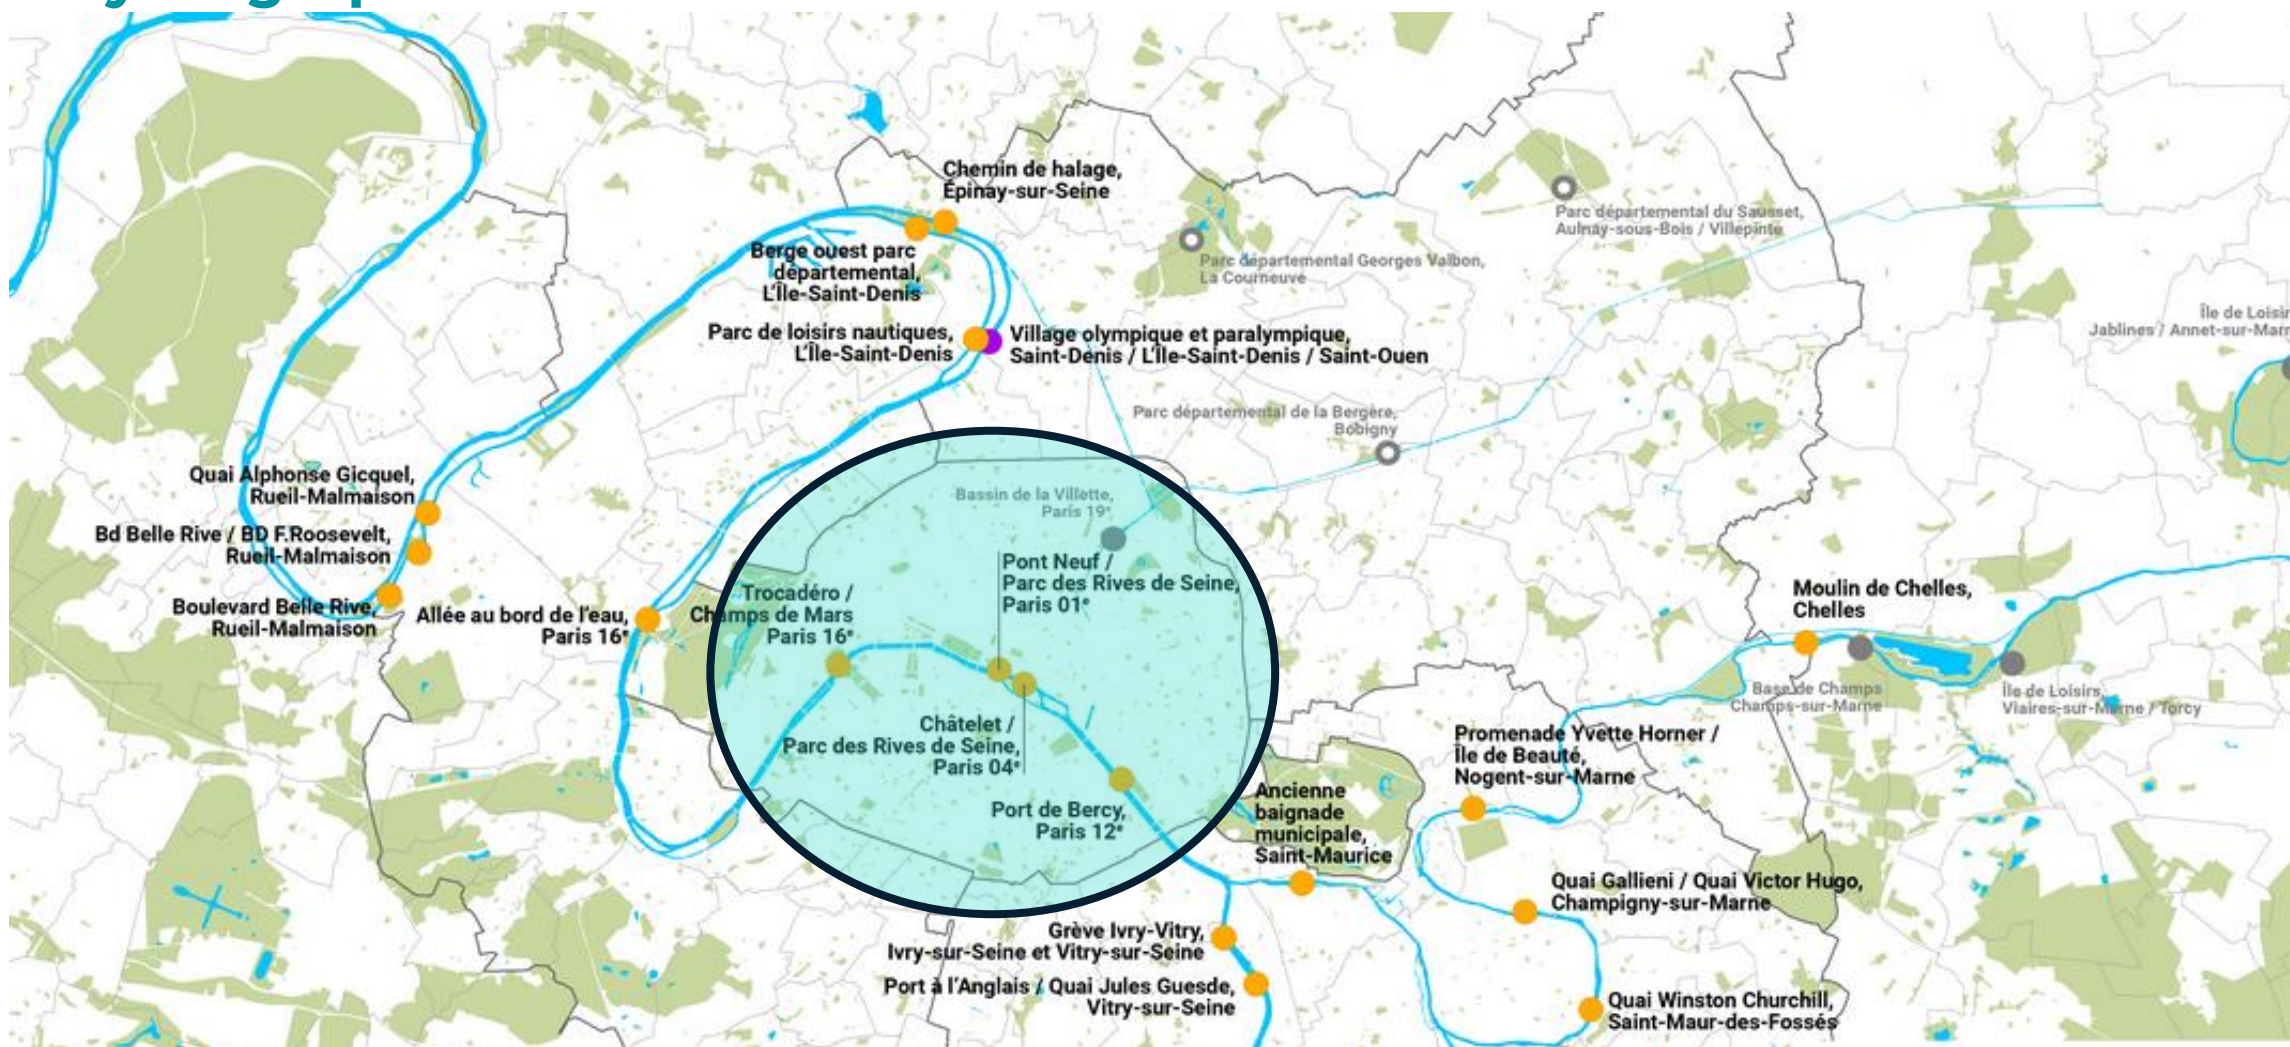 Chemin de halage,
Épinay-sur-Seine
Parc départemental du Sausset,
Aulnay-sous-Bois / Villepinte
Berge ouest parc
départemental,
L'Île-Saint-Denis
Parc départemental Georges Valbon,
La Courneuve
Île de Loisir
Jablines / Annet-sur-Marn
Parc de loisirs nautiques,
L'Île-Saint-Denis
Village olympique et paralympique,
Saint-Denis / L'Île-Saint-Denis / Saint-Ouen
Parc départemental de la Bergère,
Bobigny
Quai Alphonse Gicquel,
Rueil-Malmaison
Bd Belle Rive / BD F.Roosevelt,
Rueil-Malmaison
Boulevard Belle Rive,
Rueil-Malmaison
Allée au bord de l'eau,
Paris 16e
Bassin de la Villette,
Paris 19e
Pont Neuf /
Parc des Rives de Seine,
Paris 01e
Trocadéro /
Champs de Mars
Paris 16e
Moulin de Chelles,
Chelles
Base de Champs
Champs-sur-Marne
Île de Loisirs,
Vlaires-sur-Marne / Torcy
Châtelet /
Parc des Rives de Seine,
Paris 04e
Promenade Yvette Horner /
Île de Beauté,
Nogent-sur-Marne
Port de Bercy,
Paris 12e
Ancienne
baignade
municipale,
Saint-Maurice
Quai Gallieni / Quai Victor Hugo,
Champigny-sur-Marne
Grève Ivry-Vitry,
Ivry-sur-Seine et Vitry-sur-Seine
Port à l'Anglais / Quai Jules Guesde,
Vitry-sur-Seine
Quai Winston Churchill,
Saint-Maur-des-Fossés